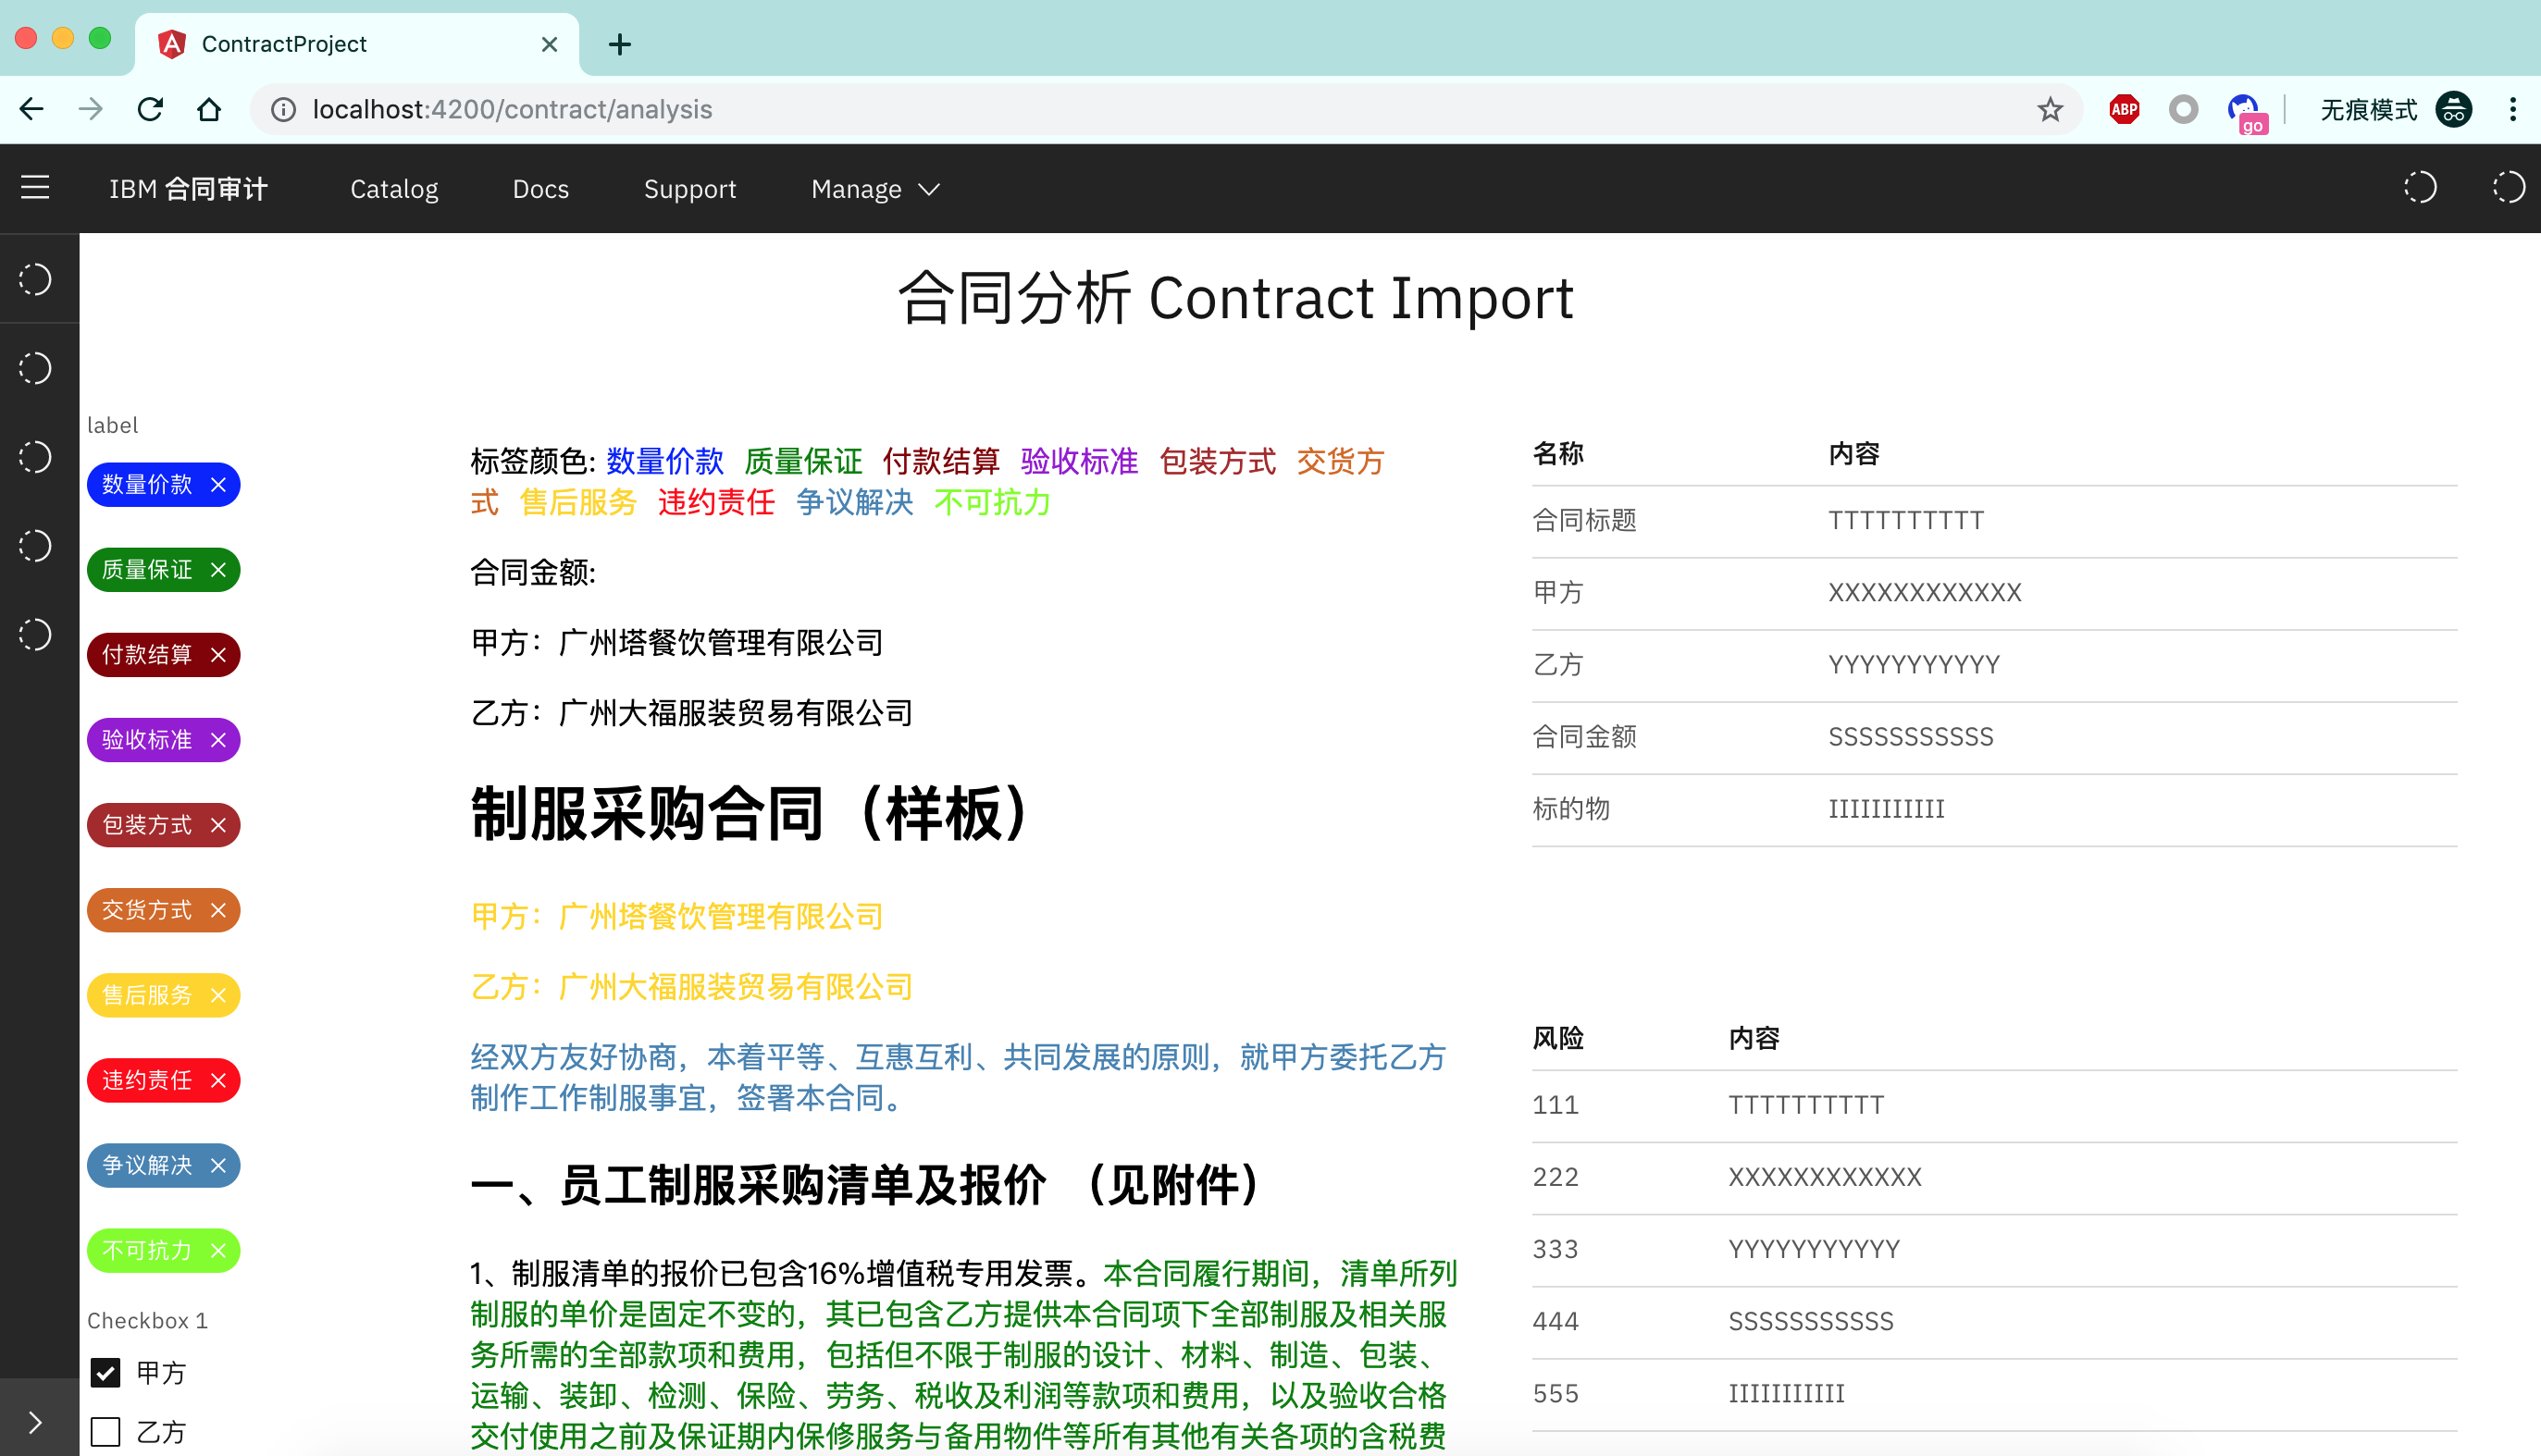 ContractProject
localhost:4200/contract/analysis
ABP
go
无痕模式
IBM 合同审计
Catalog
Docs
Support
Manage
合同分析 Contract Import
label
数量价款
质量保证
付款结算
验收标准
包装方式
交货方式
售后服务
违约责任
争议解决
不可抗力
Checkbox 1
甲方
乙方
标签颜色: 数量价款 质量保证 付款结算 验收标准 包装方式 交货方
式 售后服务 违约责任 争议解决 不可抗力
合同金额:
甲方：广州塔餐饮管理有限公司
乙方：广州大福服装贸易有限公司
制服采购合同（样板）
甲方：广州塔餐饮管理有限公司
乙方：广州大福服装贸易有限公司
经双方友好协商，本着平等、互惠互利、共同发展的原则，就甲方委托乙方
制作工作制服事宜，签署本合同。
一、员工制服采购清单及报价 （见附件）
1、制服清单的报价已包含16%增值税专用发票。本合同履行期间，清单所列
制服的单价是固定不变的，其已包含乙方提供本合同项下全部制服及相关服
务所需的全部款项和费用，包括但不限于制服的设计、材料、制造、包装、
运输、装卸、检测、保险、劳务、税收及利润等款项和费用，以及验收合格
交付使用之前及保证期内保修服务与备用物件等所有其他有关各项的含税费
名称 内容
合同标题 TTTTTTTTTT
甲方 XXXXXXXXXXXX
乙方 YYYYYYYYYYY
合同金额 SSSSSSSSSSS
标的物 IIIIIIIIIII
风险 内容
111 TTTTTTTTTT
222 XXXXXXXXXXXX
333 YYYYYYYYYYY
444 SSSSSSSSSSS
555 IIIIIIIIIII